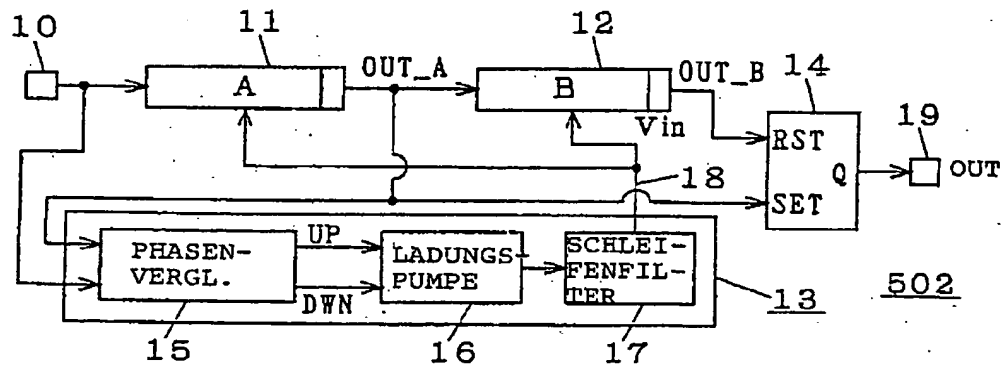 10
11
12
14
19
A
OUT_A
B
OUT_B
Vin
RST
Q
SET
OUT
18
PHASEN-
VERGL.
UP
DWN
LADUNGS-
PUMPE
SCHLEI-
FENFIL-
TER
13
502
15
16
17